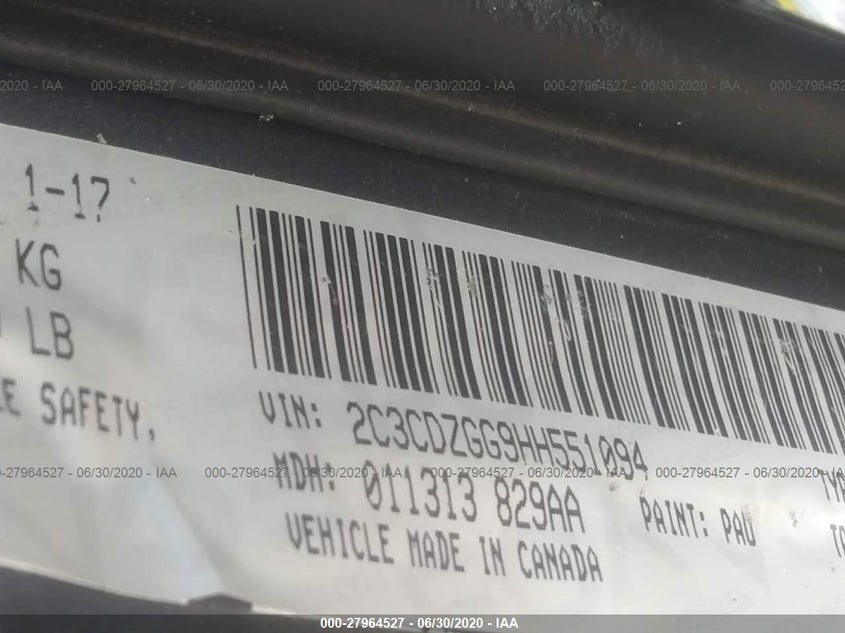 000-27964527 - 06/30/2020 - IAA
000-27964527 - 06/30/2020 - IAA
000-27964527 - 06/30/2020 - IAA
1-17
KG
LB
SAFETY,
VIN: 2C3CDZGG9HH551094
MDH: 011313 829AA
PAINT: PAU
VEHICLE MADE IN CANADA
000-27964527 - 06/30/2020 - IAA
000-27964527 - 06/30/2020 - IAA
000-27964527 - 06/30/2020 - IAA
000-27964527 - 06/30/2020 - IAA